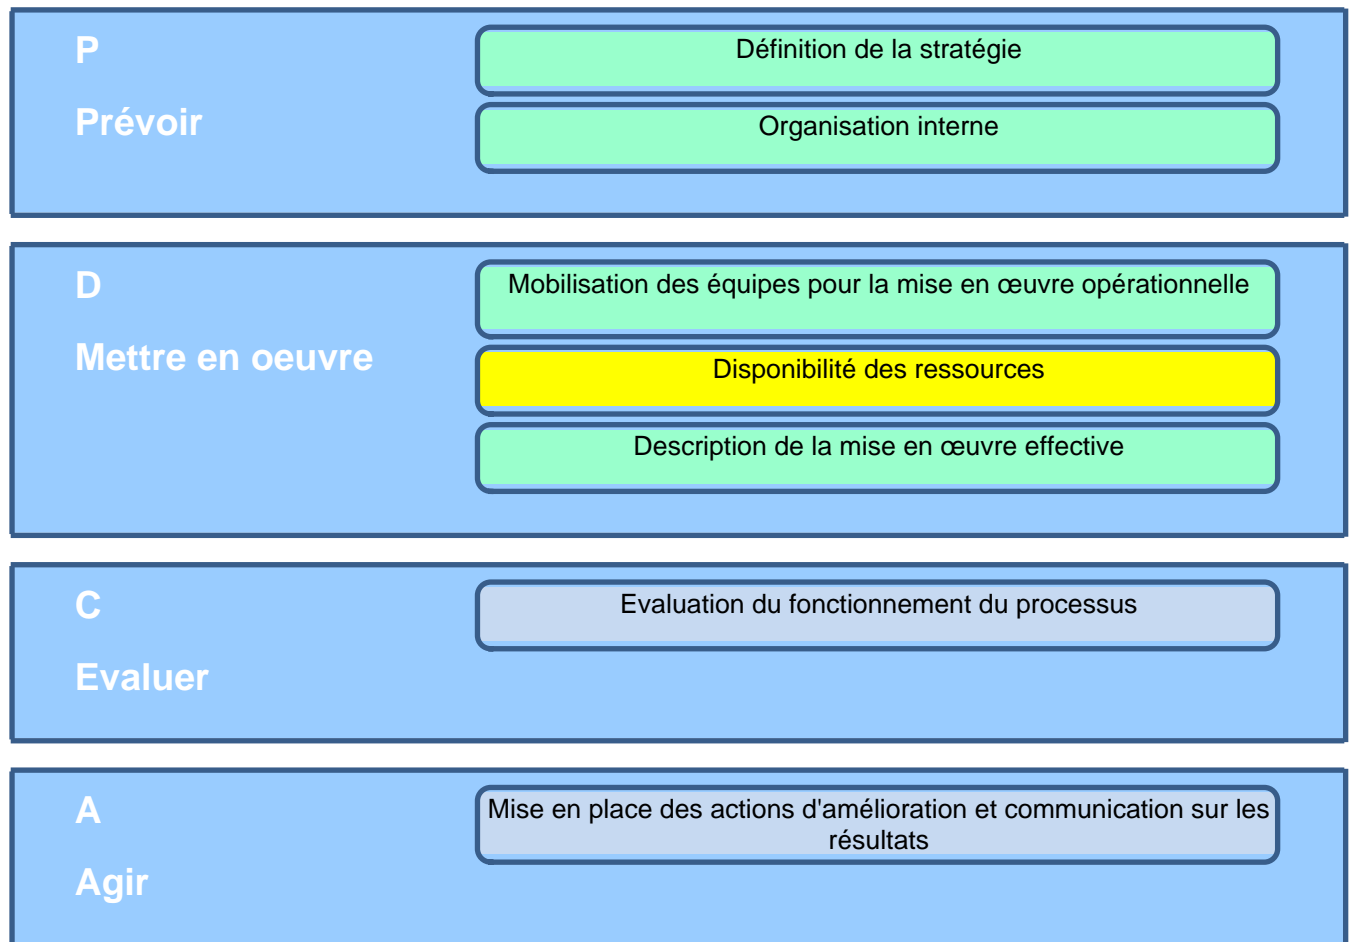 P
Prévoir
Définition de la stratégie
Organisation interne
D
Mettre en oeuvre
Mobilisation des équipes pour la mise en œuvre opérationnelle
Disponibilité des ressources
Description de la mise en œuvre effective
C
Evaluer
Evaluation du fonctionnement du processus
A
Agir
Mise en place des actions d'amélioration et communication sur les
résultats